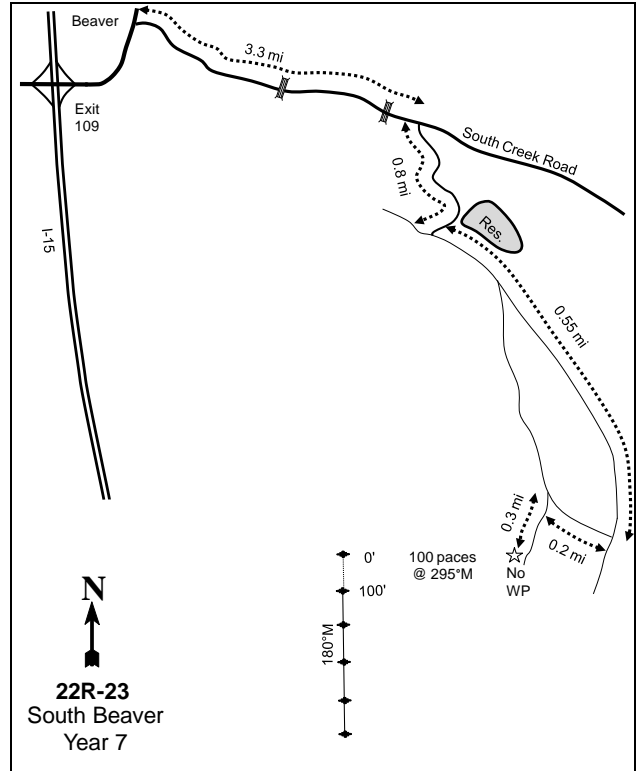 Beaver
3.3 mi
Exit
109
South Creek Road
0.8 mi
Res.
I-15
0.55 mi
0.3 mi
0.2 mi
0'
100 paces
@ 295°M
No
WP
100'
180°M
N
22R-23
South Beaver
Year 7